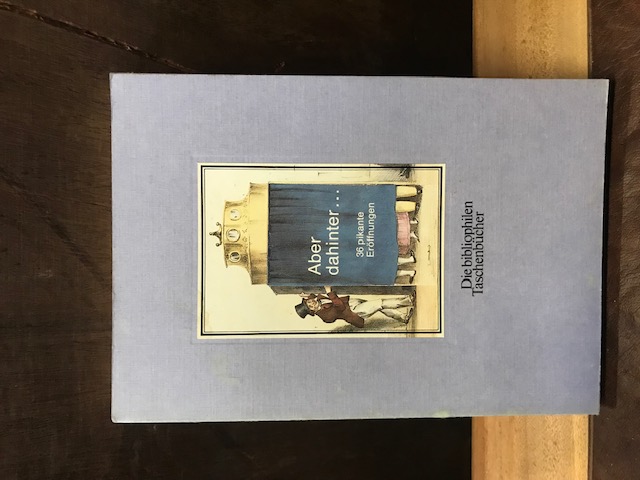 Aber
dahinter...
36 pikante
Eröffnungen
Die bibliophilen
Taschenbücher